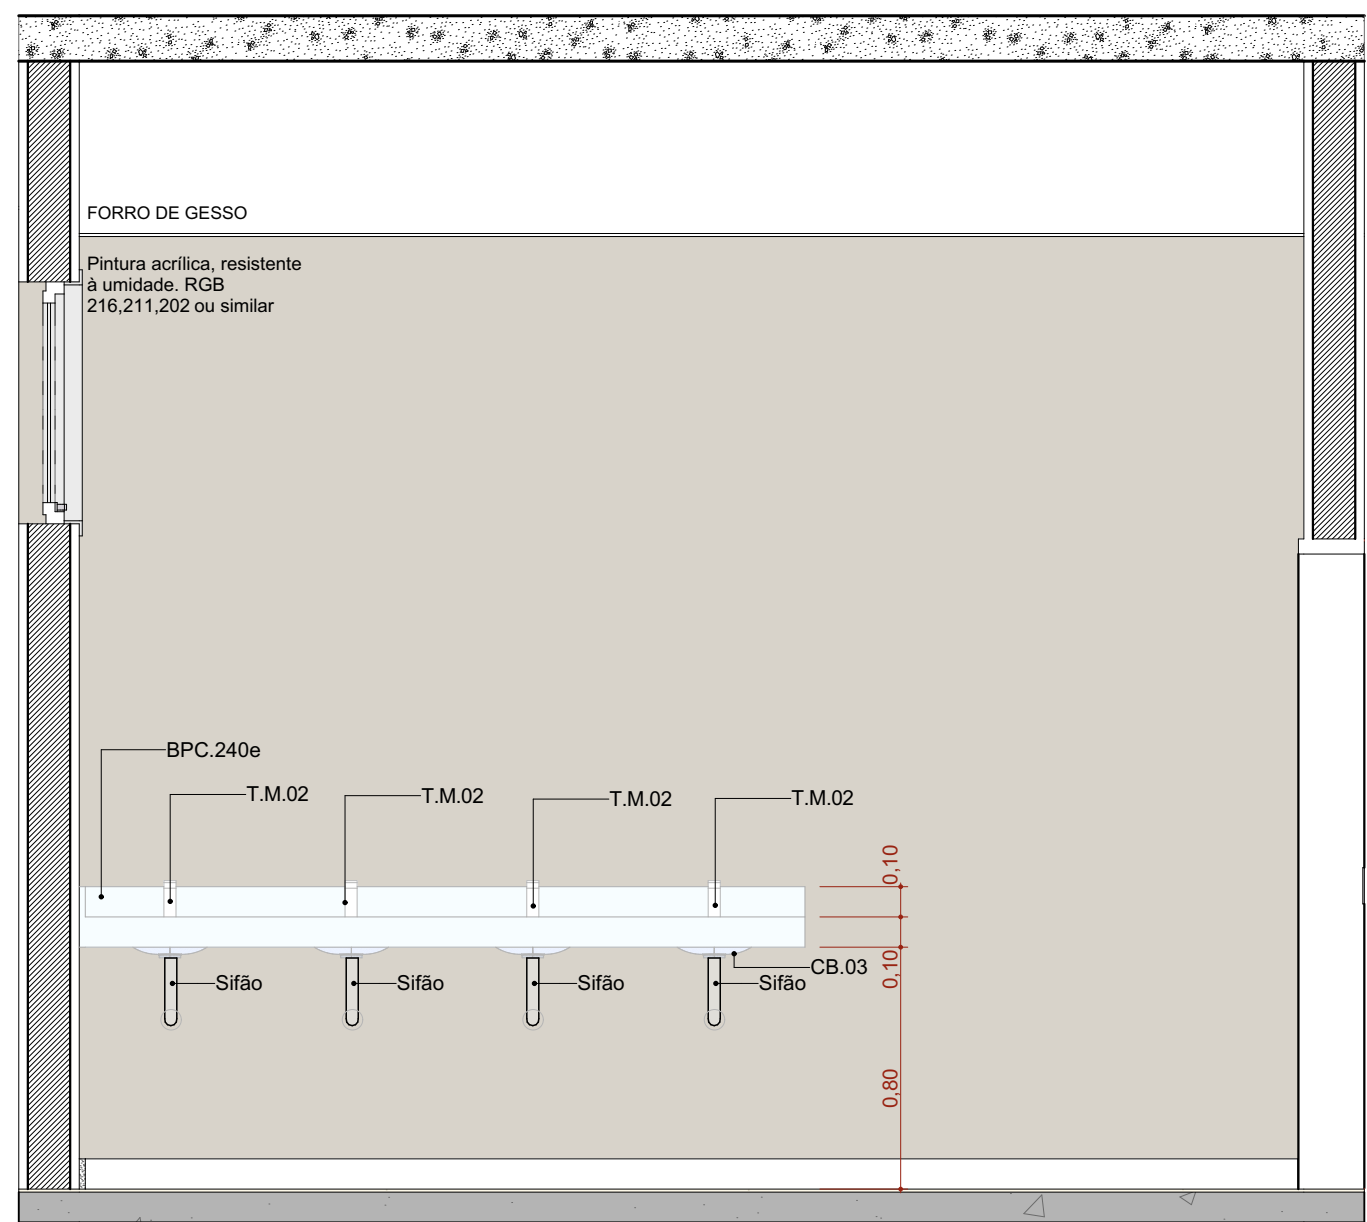 FORRO DE GESSO
Pintura acrílica, resistente
à umidade. RGB
216,211,202 ou similar
BPC.240e
T.M.02
T.M.02
T.M.02
T.M.02
0,10
CB.03
0,10
Sifão
Sifão
Sifão
Sifão
0,80